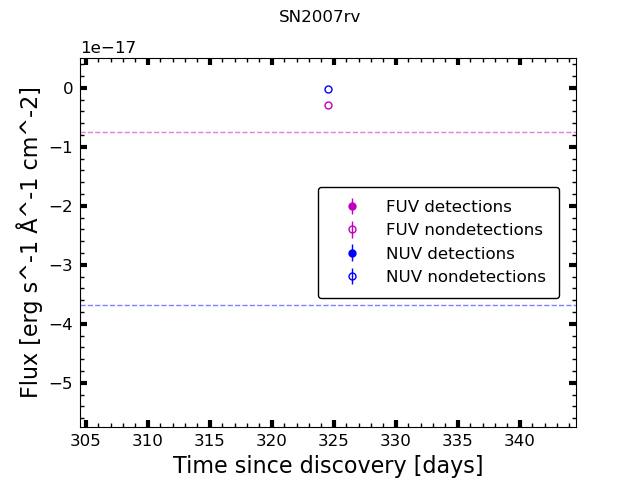 SN2007rv
1e−17
0
−1
−2
−3
−4
−5
Flux [erg s^-1 Å^-1 cm^-2]
FUV detections
FUV nondetections
NUV detections
NUV nondetections
305 310 315 320 325 330 335 340
Time since discovery [days]